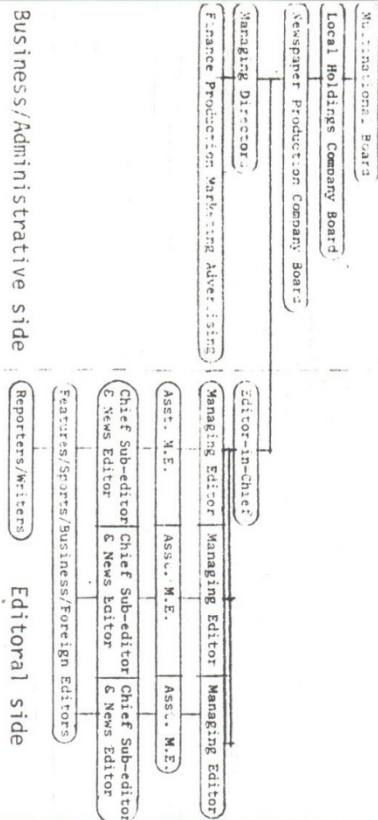 Multinational Board
Local Holdings Company Board
Newspaper Production Company Board
Managing Director
Finance Production Marketing Advertising
Business/Administrative side
Editor-in-Chief
Managing Editor Managing Editor Managing Editor
Asst. M.E. Asst. M.E. Asst. M.E.
Chief Sub-editor Chief Sub-editor Chief Sub-editor
& News Editor & News Editor & News Editor
Features/Sports/Business/Foreign Editors
Reporters/Writers
Editoral side